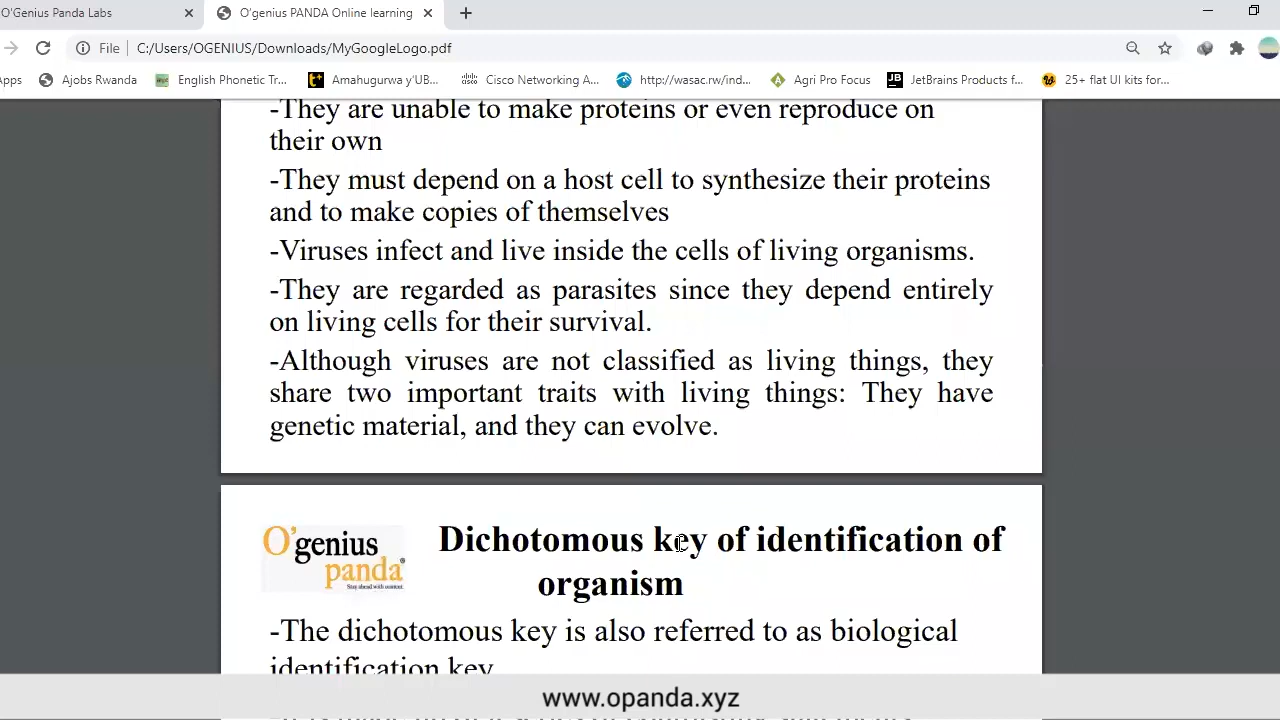 O'Genius Panda Labs
O'genius PANDA Online learning
File
C:/Users/OGENIUS/Downloads/MyGoogleLogo.pdf
Apps
Ajobs Rwanda
English Phonetic Tr...
Amahugurwa y'UB...
Cisco Networking A...
http://wasac.rw/ind...
Agri Pro Focus
JetBrains Products f...
25+ flat UI kits for...
-They are unable to make proteins or even reproduce on
their own
-They must depend on a host cell to synthesize their proteins
and to make copies of themselves
-Viruses infect and live inside the cells of living organisms.
-They are regarded as parasites since they depend entirely
on living cells for their survival.
-Although viruses are not classified as living things, they
share two important traits with living things: They have
genetic material, and they can evolve.
O'genius
panda
Stay ahead with content.
Dichotomous key of identification of
organism
-The dichotomous key is also referred to as biological
identification key
www.opanda.xyz